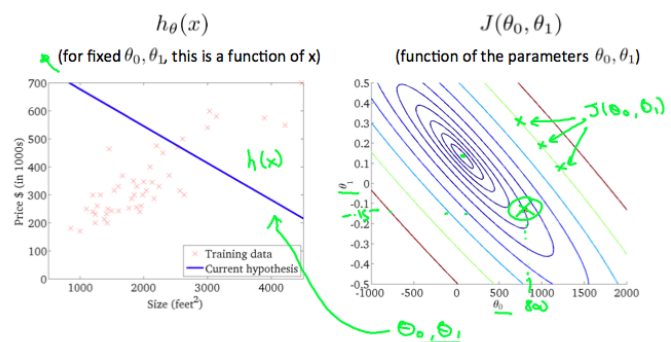 hθ(x)
(for fixed θ₀, θ₁, this is a function of x)
J(θ₀, θ₁)
(function of the parameters θ₀, θ₁)
700
600
500
400
300
200
100
0
Price $ (in 1000s)
1000
2000
3000
4000
Size (feet²)
h(x)
Training data
Current hypothesis
θ₀, θ₁
0.5
0.4
0.3
0.2
0.1
0
-0.1
-0.2
-0.3
-0.4
-0.5
θ₁
-1000
-500
0
500
1000
1500
2000
θ₀
800
J(θ₀, θ₁)